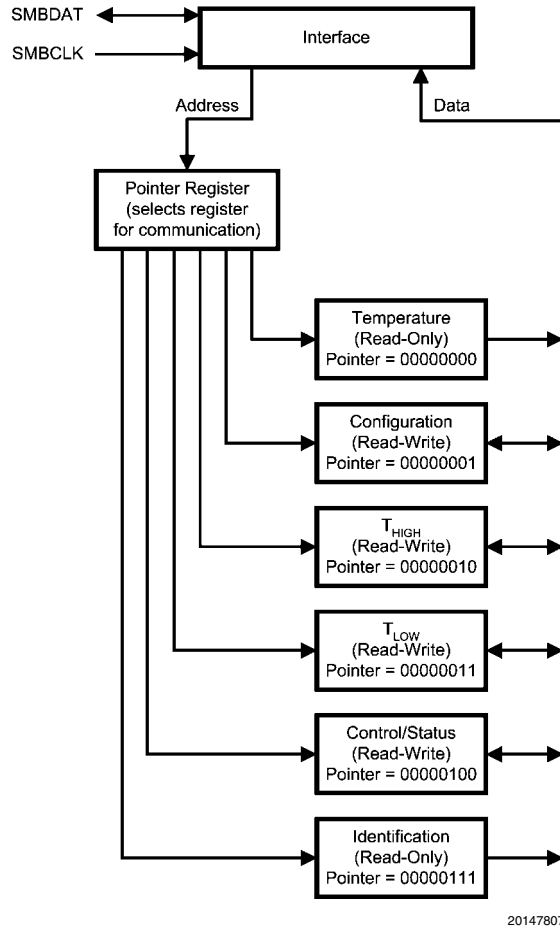 SMBDAT
SMBCLK
Interface
Address
Data
Pointer Register
(selects register
for communication)
Temperature
(Read-Only)
Pointer = 00000000
Configuration
(Read-Write)
Pointer = 00000001
THIGH
(Read-Write)
Pointer = 00000010
TLOW
(Read-Write)
Pointer = 00000011
Control/Status
(Read-Write)
Pointer = 00000100
Identification
(Read-Only)
Pointer = 00000111
20147807